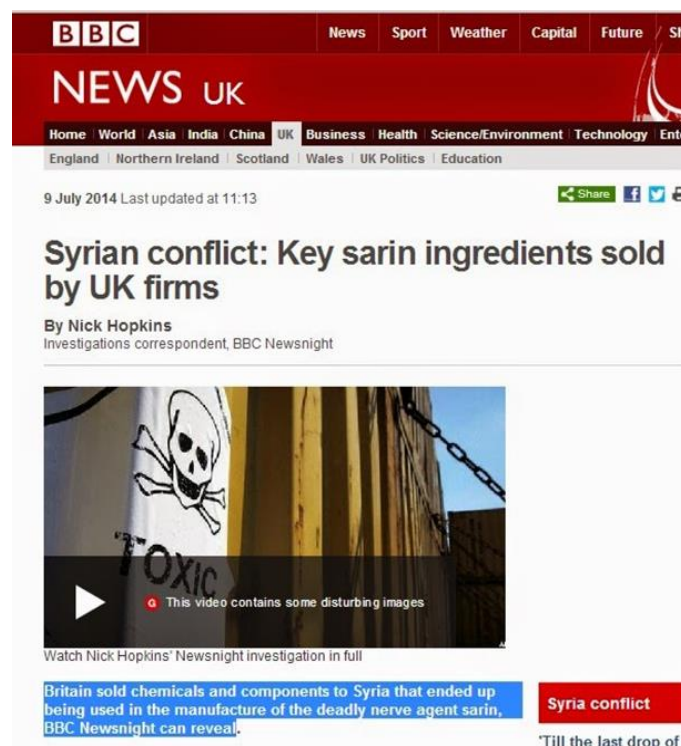 BBC
News Sport Weather Capital Future
NEWS UK
Home World Asia India China UK Business Health Science/Environment Technology
England Northern Ireland Scotland Wales UK Politics Education
9 July 2014 Last updated at 11:13
Share
Syrian conflict: Key sarin ingredients sold
by UK firms
By Nick Hopkins
Investigations correspondent, BBC Newsnight
TOXIC
This video contains some disturbing images
Watch Nick Hopkins' Newsnight investigation in full
Britain sold chemicals and components to Syria that ended up
being used in the manufacture of the deadly nerve agent sarin,
BBC Newsnight can reveal.
Syria conflict
'Till the last drop of